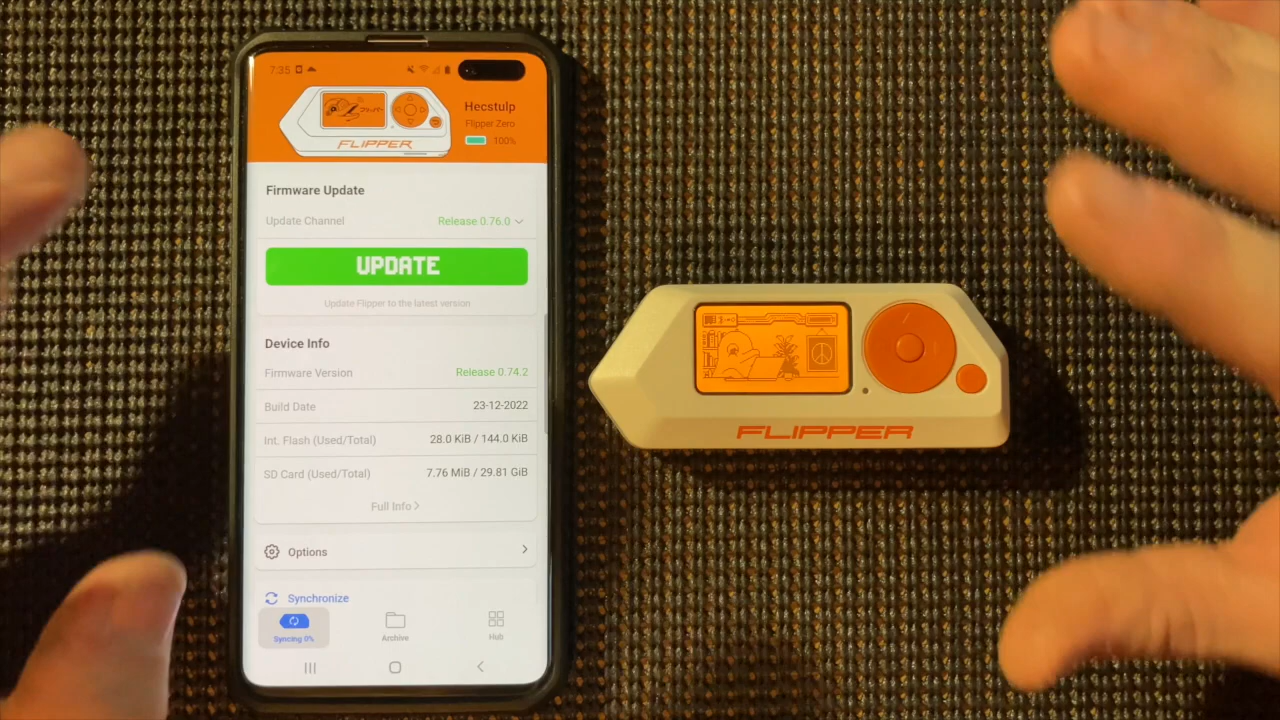 7:35
Hecstulp
Flipper Zero
100%
FLIPPER
Firmware Update
Update Channel Release 0.76.0
UPDATE
Update Flipper to the latest version
Device Info
Firmware Version Release 0.74.2
Build Date 23-12-2022
Int. Flash (Used/Total) 28.0 KiB / 144.0 KiB
SD Card (Used/Total) 7.76 MiB / 29.81 GiB
Full Info >
Options >
Synchronize
Syncing 0% Archive Hub
FLIPPER